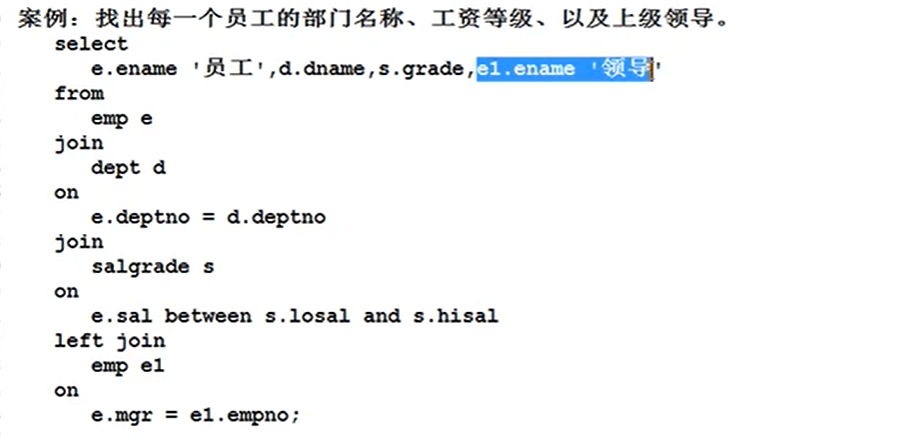 案例：找出每一个员工的部门名称、工资等级、以及上级领导。
select
e.ename '员工',d.dname,s.grade,e1.ename '领导'
from
emp e
join
dept d
on
e.deptno = d.deptno
join
salgrade s
on
e.sal between s.losal and s.hisal
left join
emp e1
on
e.mgr = e1.empno;